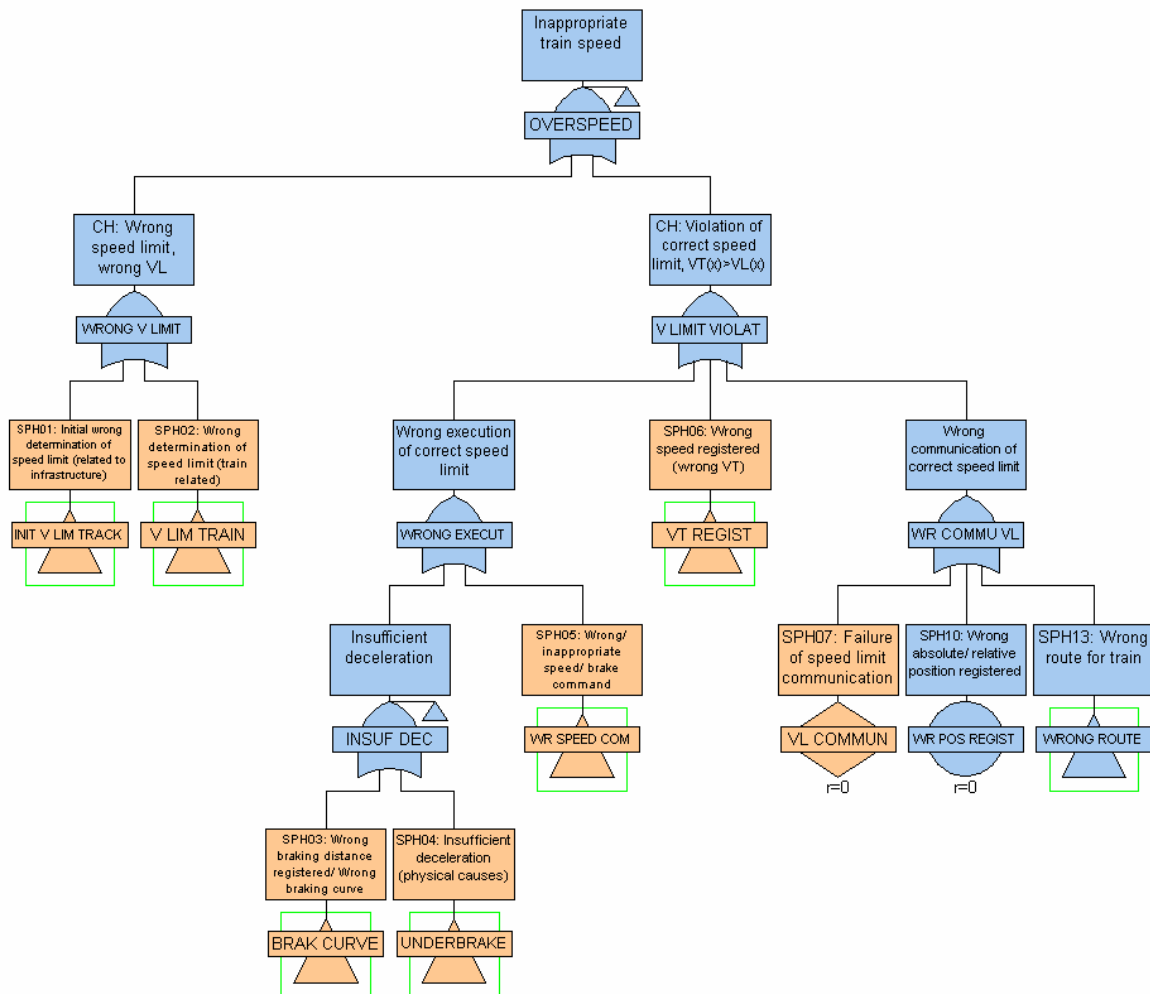 Inappropriate
train speed
OVERSPEED
CH: Wrong
speed limit,
wrong VL
WRONG V LIMIT
CH: Violation of
correct speed
limit, VT(x)>VL(x)
V LIMIT VIOLAT
SPH01: Initial wrong
determination of
speed limit (related to
infrastructure)
INIT V LIM TRACK
SPH02: Wrong
determination of
speed limit (train
related)
V LIM TRAIN
Wrong execution
of correct speed
limit
WRONG EXECUT
SPH06: Wrong
speed registered
(wrong VT)
VT REGIST
Wrong
communication of
correct speed limit
WR COMMU VL
Insufficient
deceleration
INSUF DEC
SPH05: Wrong/
inappropriate
speed/ brake
command
WR SPEED COM
SPH07: Failure
of speed limit
communication
VL COMMUN
r=0
SPH10: Wrong
absolute/ relative
position registered
WR POS REGIST
r=0
SPH13: Wrong
route for train
WRONG ROUTE
SPH03: Wrong
braking distance
registered/ Wrong
braking curve
BRAK CURVE
SPH04: Insufficient
deceleration
(physical causes)
UNDERBRAKE